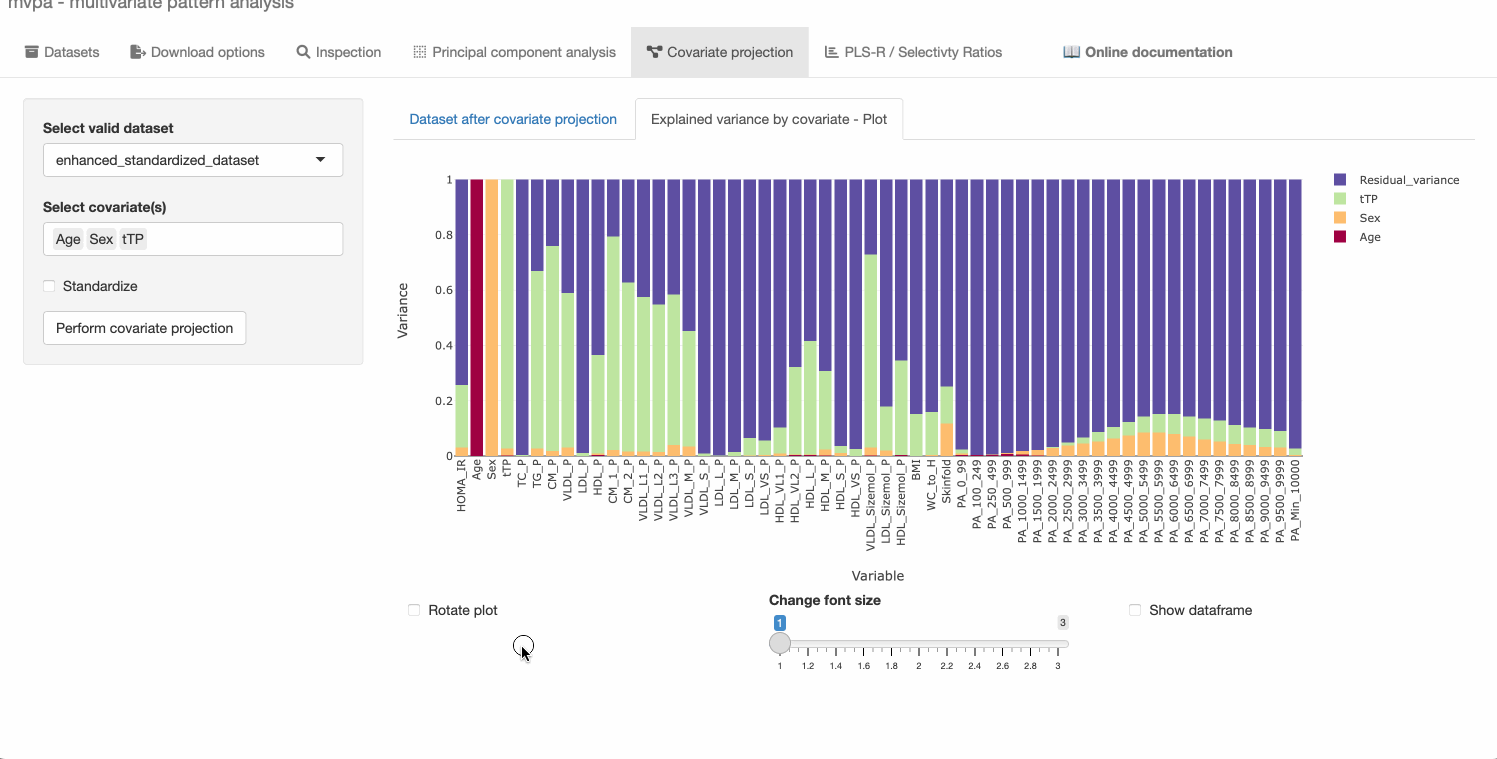 mvpa - multivariate pattern analysis
Datasets Download options Inspection Principal component analysis Covariate projection PLS-R / Selectivty Ratios Online documentation
Select valid dataset
enhanced_standardized_dataset
Select covariate(s)
Age Sex tTP
Standardize
Perform covariate projection
Dataset after covariate projection Explained variance by covariate - Plot
1
0.8
0.6
0.4
0.2
0
Variance
Residual_variance
tTP
Sex
Age
HOMA_IR
Age
Sex
tTP
TC_P
TG_P
CM_P
VLDL_P
LDL_P
HDL_P
CM_1_P
CM_2_P
VLDL_L1_P
VLDL_L2_P
VLDL_L3_P
VLDL_M_P
VLDL_S_P
LDL_L_P
LDL_M_P
LDL_S_P
LDL_VS_P
HDL_VL1_P
HDL_VL2_P
HDL_L_P
HDL_M_P
HDL_S_P
HDL_VS_P
VLDL_Sizemol_P
LDL_Sizemol_P
HDL_Sizemol_P
BMI
WC_to_H
Skinfold
PA_0_99
PA_100_249
PA_250_499
PA_500_999
PA_1000_1499
PA_1500_1999
PA_2000_2499
PA_2500_2999
PA_3000_3499
PA_3500_3999
PA_4000_4499
PA_4500_4999
PA_5000_5499
PA_5500_5999
PA_6000_6499
PA_6500_6999
PA_7000_7499
PA_7500_7999
PA_8000_8499
PA_8500_8999
PA_9000_9499
PA_9500_9999
PA_Min_10000
Variable
Rotate plot
Change font size
1 3
1 1.2 1.4 1.6 1.8 2 2.2 2.4 2.6 2.8 3
Show dataframe